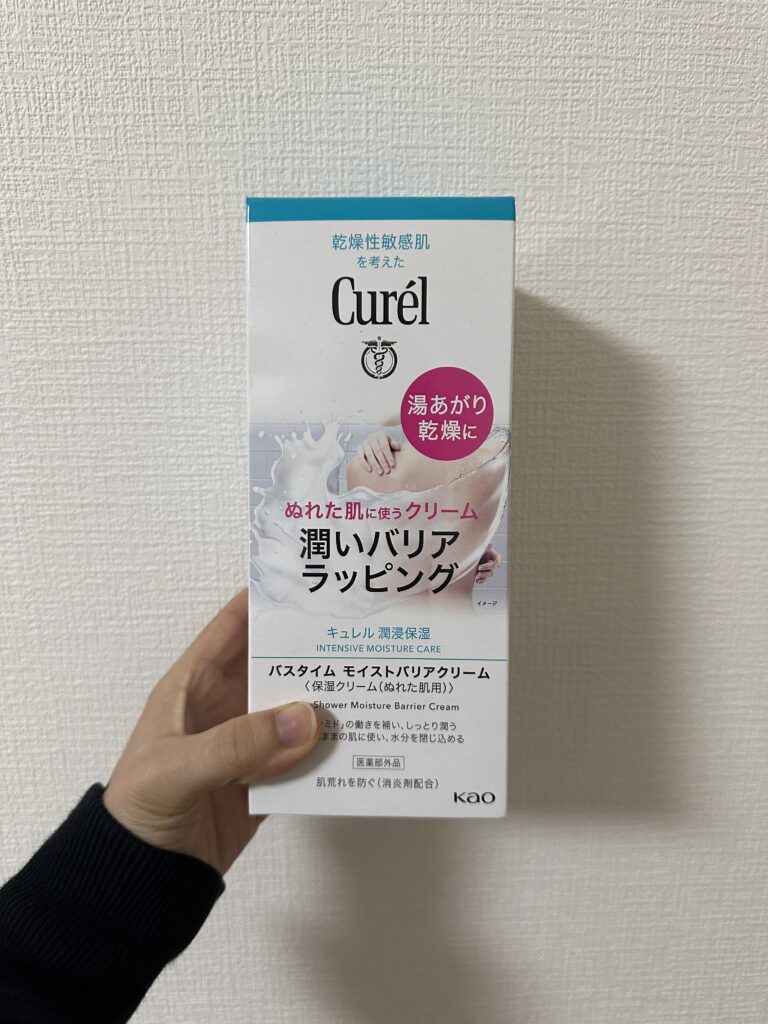 乾燥性敏感肌
を考えた
Curél
湯あがり
乾燥に
ぬれた肌に使うクリーム
潤いバリア
ラッピング
イメージ
キュレル 潤浸保湿
INTENSIVE MOISTURE CARE
バスタイム モイストバリアクリーム
〈保湿クリーム(ぬれた肌用)〉
Shower Moisture Barrier Cream
ミド」の働きを補い、しっとり潤う
ままの肌に使い、水分を閉じ込める
医薬部外品
肌荒れを防ぐ(消炎剤配合)
Kao